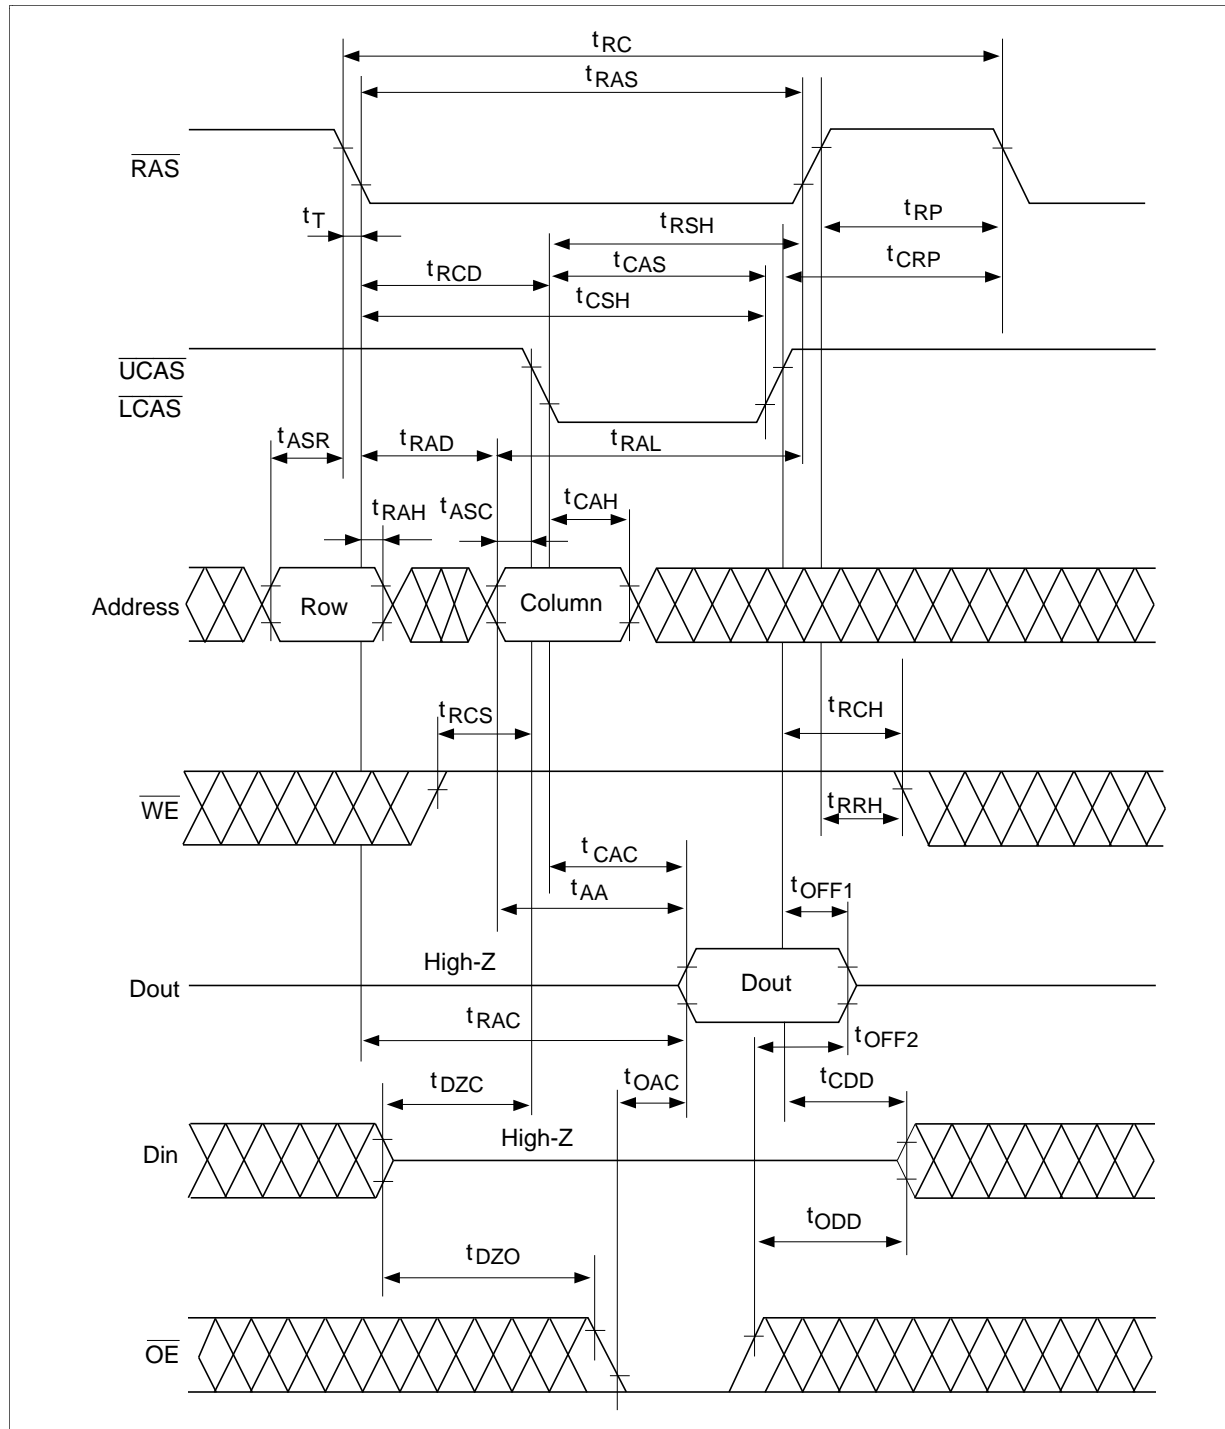 tRC
tRAS
RAS
tT
tRSH
tRP
tRCD
tCAS
tCRP
tCSH
UCAS
LCAS
tASR
tRAD
tRAL
tRAH
tASC
tCAH
Address
Row
Column
tRCS
tRCH
WE
tRRH
tCAC
tAA
tOFF1
High-Z
Dout
Dout
tRAC
tOFF2
tDZC
tOAC
tCDD
High-Z
Din
tODD
tDZO
OE